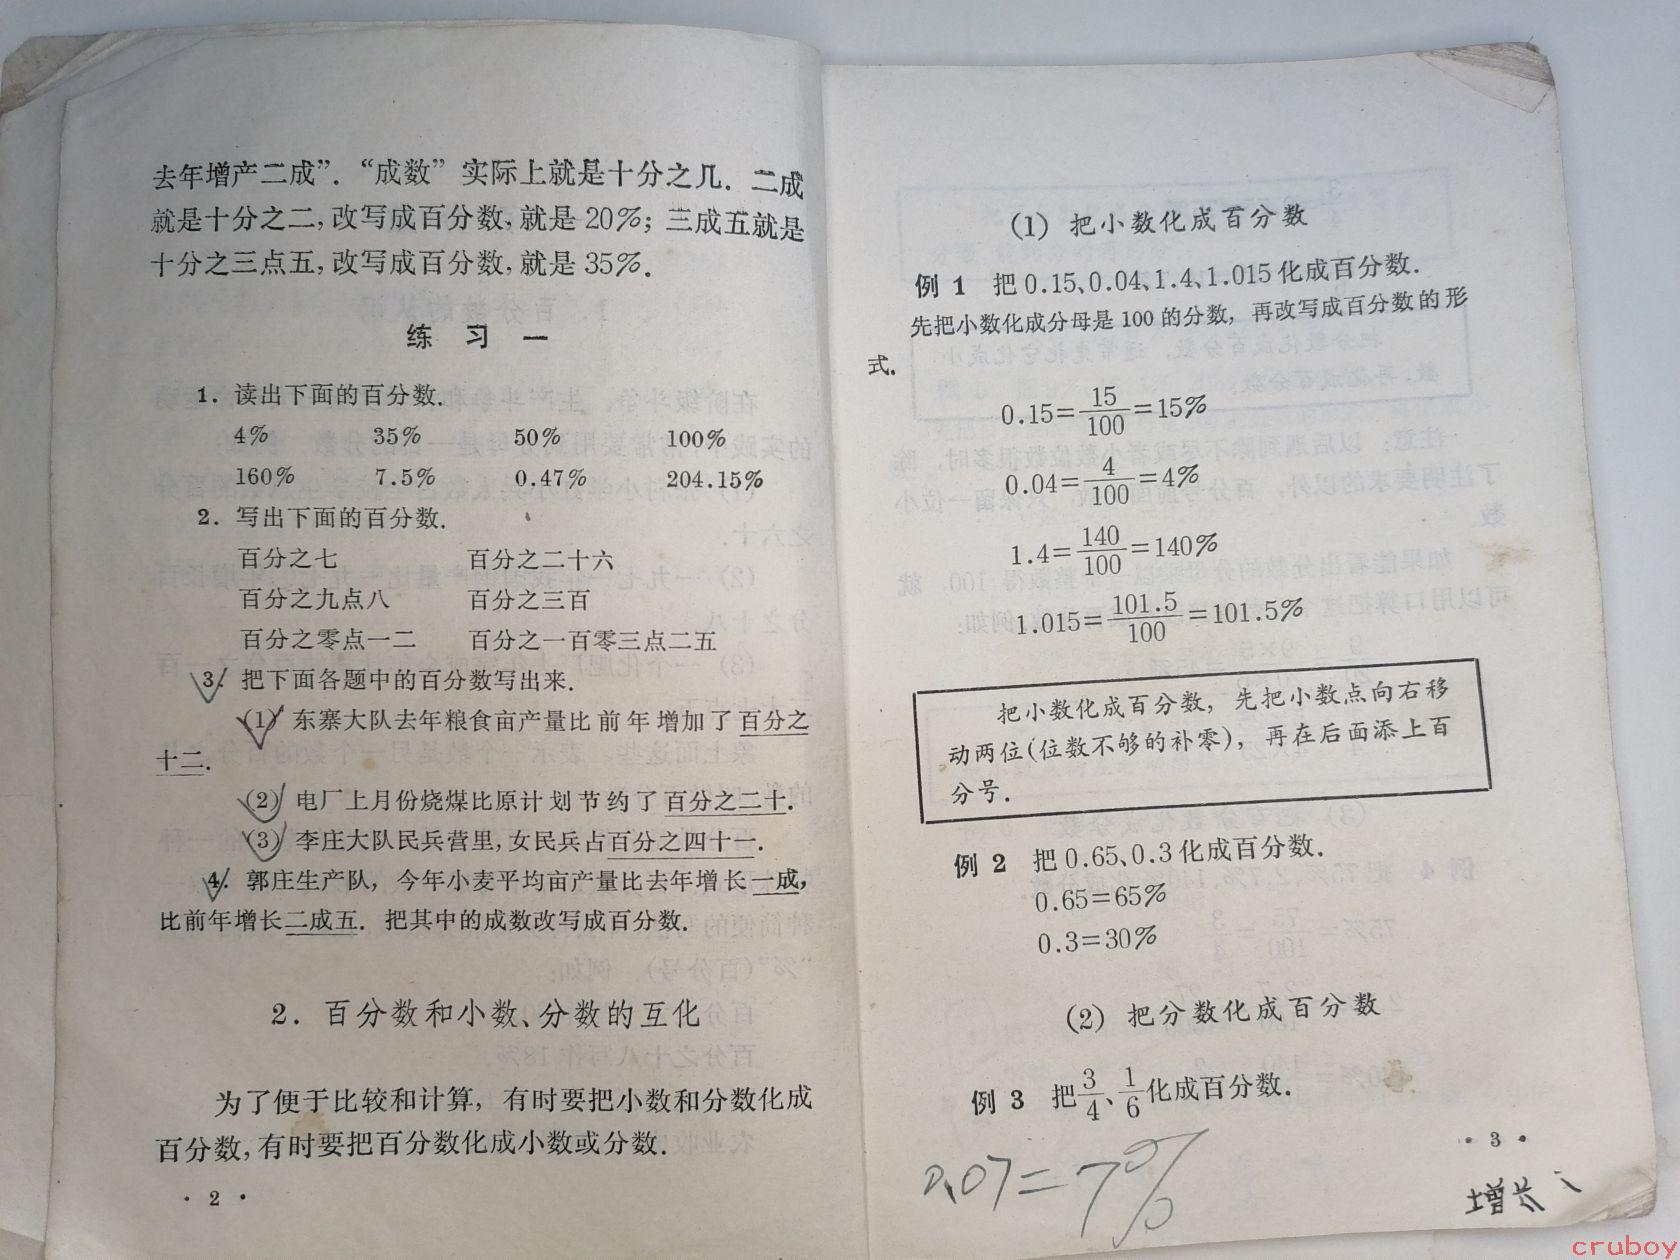 去年增产二成”．“成数”实际上就是十分之几．二成
就是十分之二，改写成百分数，就是20%；三成五就是
十分之三点五，改写成百分数，就是35%．
练 习 一
1．读出下面的百分数．
4% 35% 50% 100%
160% 7.5% 0.47% 204.15%
2．写出下面的百分数．
百分之七 百分之二十六
百分之九点八 百分之三百
百分之零点一二 百分之一百零三点二五
3．把下面各题中的百分数写出来．
(1) 东寨大队去年粮食亩产量比前年增加了百分之
十二．
(2) 电厂上月份烧煤比原计划节约了百分之二十．
(3) 李庄大队民兵营里，女民兵占百分之四十一．
4．郭庄生产队，今年小麦平均亩产量比去年增长一成，
比前年增长二成五．把其中的成数改写成百分数．
2．百分数和小数、分数的互化
为了便于比较和计算，有时要把小数和分数化成
百分数，有时要把百分数化成小数或分数．
· 2 ·
(1) 把小数化成百分数
例 1 把0.15、0.04、1.4、1.015化成百分数．
先把小数化成分母是100的分数，再改写成百分数的形
式．
0.15=15/100=15%
0.04=4/100=4%
1.4=140/100=140%
1.015=101.5/100=101.5%
把小数化成百分数，先把小数点向右移
动两位(位数不够的补零)，再在后面添上百
分号．
例 2 把0.65、0.3化成百分数．
0.65=65%
0.3=30%
(2) 把分数化成百分数
例 3 把3/4、1/6化成百分数．
· 3 ·
0.07=7%
增长
cruboy